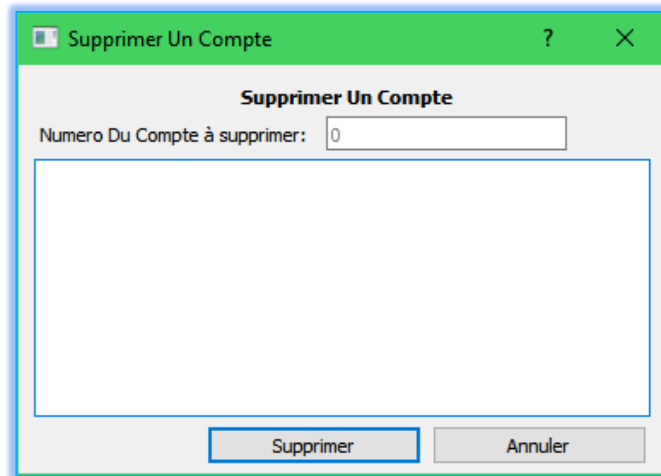 Supprimer Un Compte ?
Supprimer Un Compte
Numero Du Compte à supprimer: 0
Supprimer Annuler